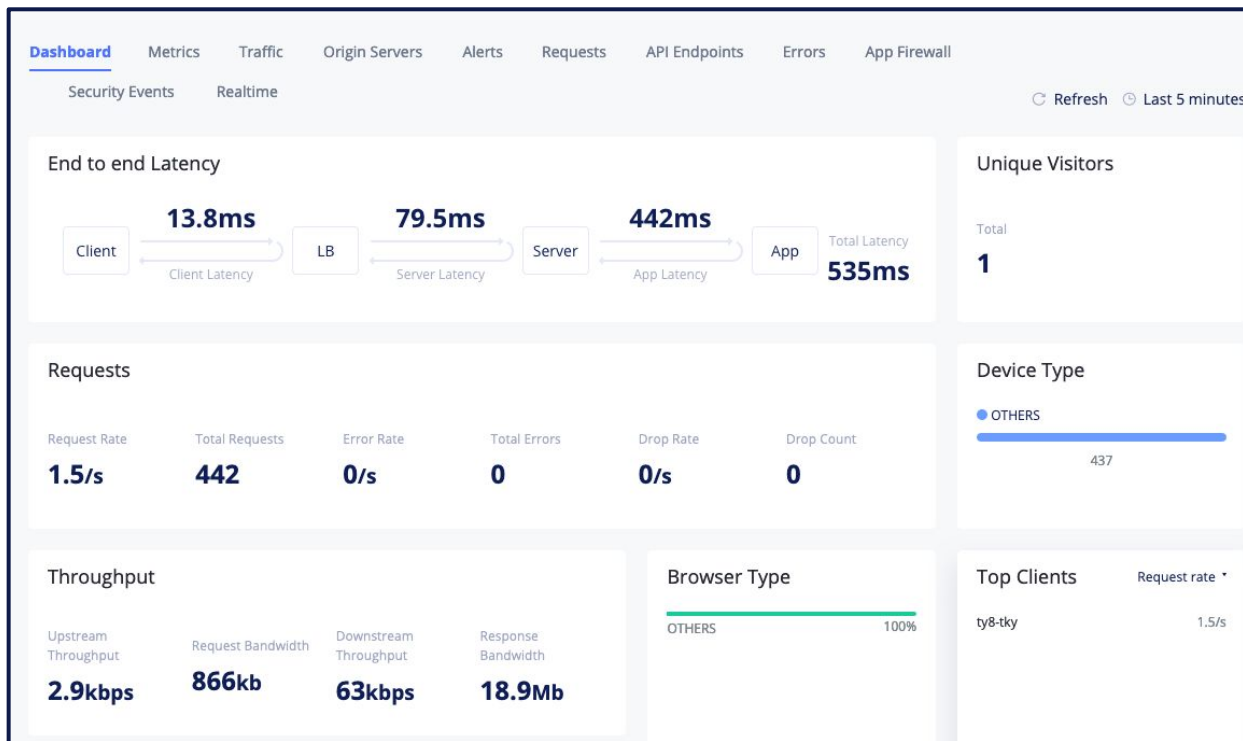 Dashboard Metrics Traffic Origin Servers Alerts Requests API Endpoints Errors App Firewall
Security Events Realtime
Refresh Last 5 minutes
End to end Latency
13.8ms 79.5ms 442ms
Client LB Server App
Client Latency Server Latency App Latency
Total Latency
535ms
Unique Visitors
Total
1
Requests
Request Rate Total Requests Error Rate Total Errors Drop Rate Drop Count
1.5/s 442 0/s 0 0/s 0
Device Type
OTHERS
437
Throughput
Upstream Throughput
2.9kbps
Request Bandwidth
866kb
Downstream Throughput
63kbps
Response Bandwidth
18.9Mb
Browser Type
OTHERS 100%
Top Clients Request rate
ty8-tky 1.5/s